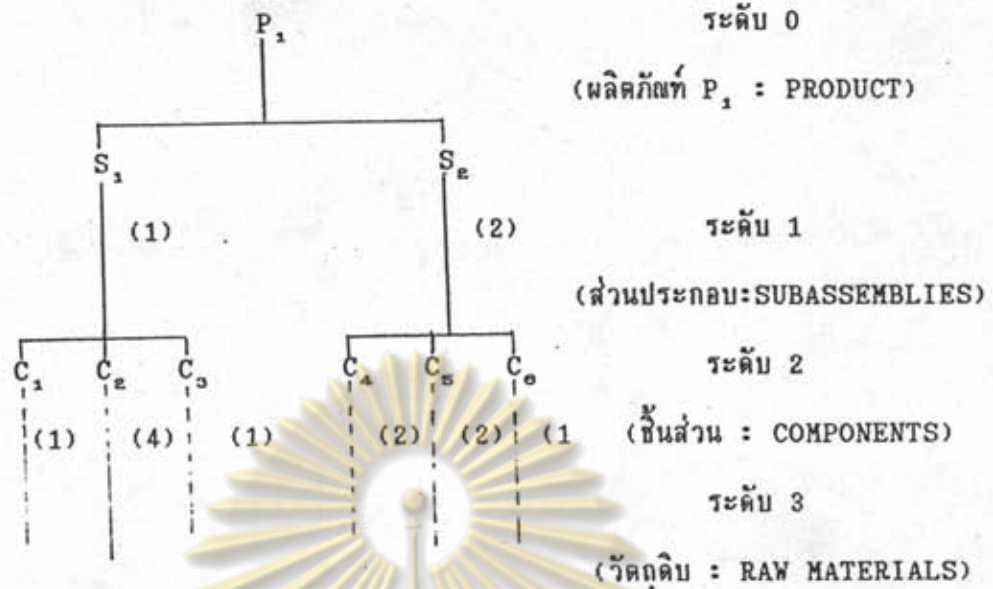 P₁ ระดับ 0
(ผลิตภัณฑ์ P₁ : PRODUCT)
S₁ S₂
(1) (2) ระดับ 1
(ส่วนประกอบ:SUBASSEMBLIES)
C₁ C₂ C₃ C₄ C₅ C₆ ระดับ 2
(1) (4) (1) (2) (2) (1 (ชิ้นส่วน : COMPONENTS)
ระดับ 3
(วัตถุดิบ : RAW MATERIALS)